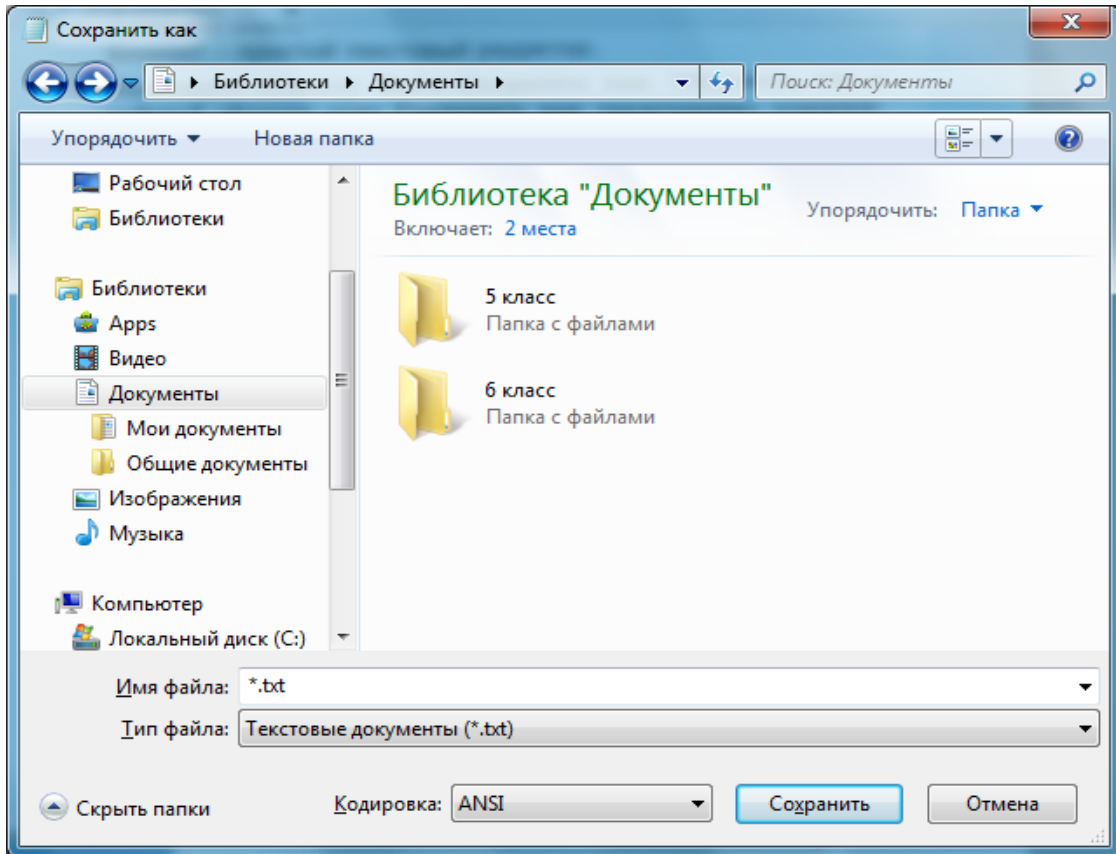 Сохранить как
Библиотеки ▸ Документы ▸
Поиск: Документы
Упорядочить ▼ Новая папка
Рабочий стол
Библиотеки
Библиотеки
Apps
Видео
Документы
Мои документы
Общие документы
Изображения
Музыка
Компьютер
Локальный диск (C:)
Библиотека "Документы"
Включает: 2 места
Упорядочить: Папка ▼
5 класс
Папка с файлами
6 класс
Папка с файлами
Имя файла: *.txt
Тип файла: Текстовые документы (*.txt)
Скрыть папки
Кодировка: ANSI
Сохранить
Отмена